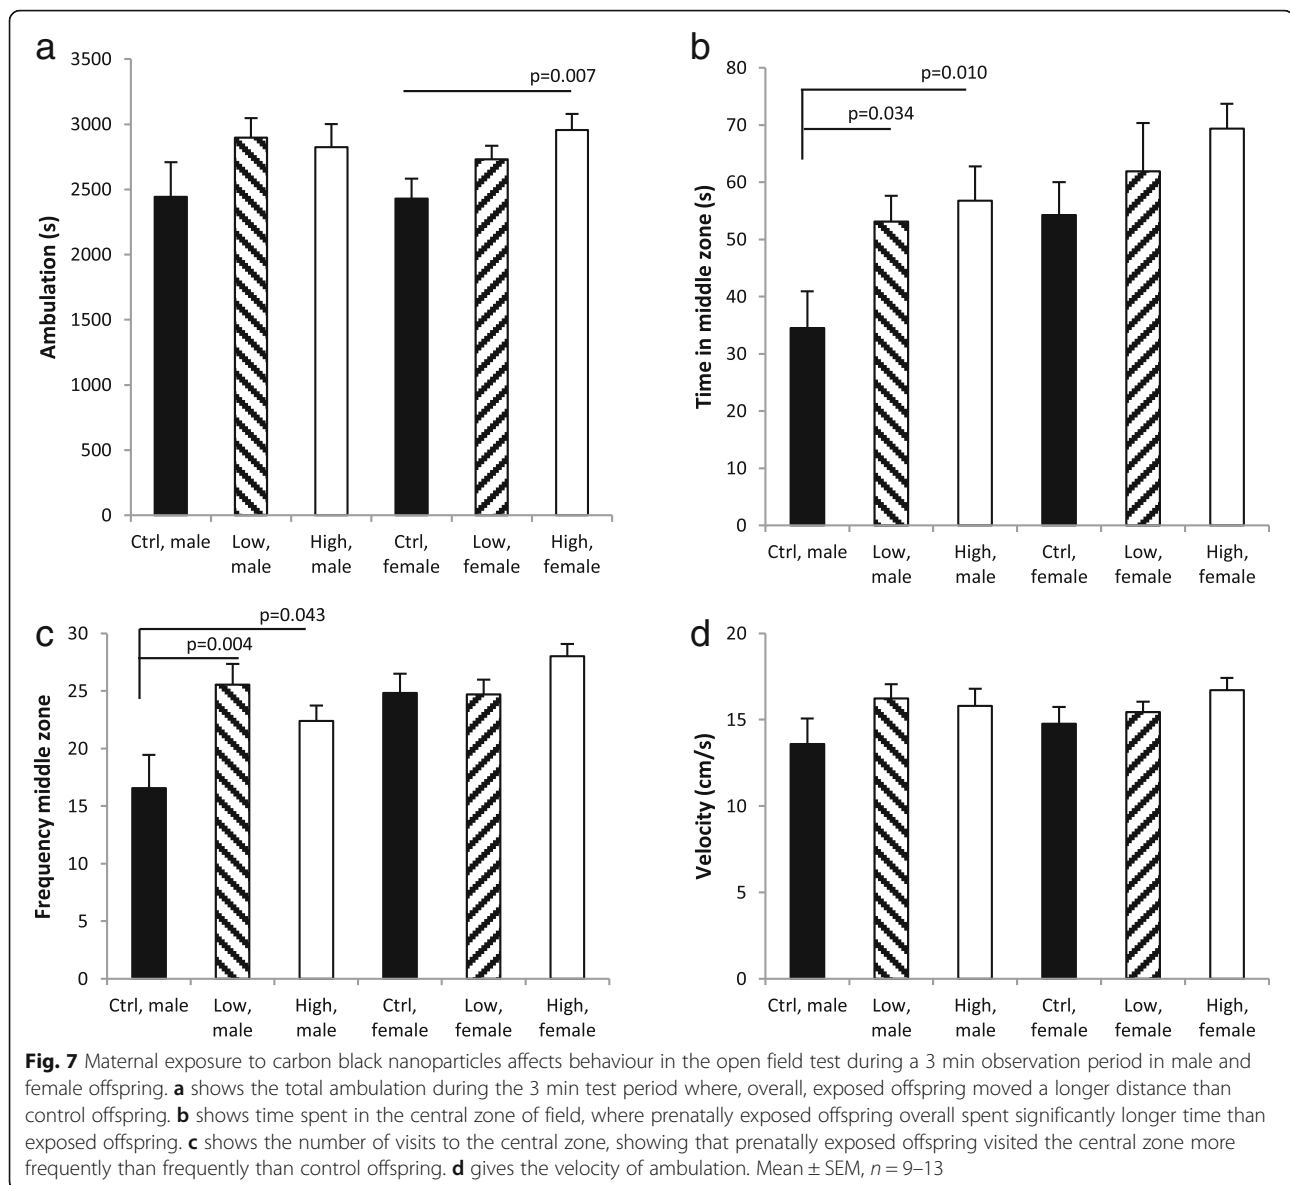 a
3500
3000
2500
2000
1500
1000
500
0
Ambulation (s)
p=0.007
Ctrl, male
Low,
male
High,
male
Ctrl,
female
Low,
female
High,
female
b
80
70
60
50
40
30
20
10
0
Time in middle zone (s)
p=0.010
p=0.034
Ctrl, male
Low,
male
High,
male
Ctrl,
female
Low,
female
High,
female
c
30
25
20
15
10
5
0
Frequency middle zone
p=0.043
p=0.004
Ctrl, male
Low,
male
High,
male
Ctrl,
female
Low,
female
High,
female
d
20
15
10
5
0
Velocity (cm/s)
Ctrl, male
Low,
male
High,
male
Ctrl,
female
Low,
female
High,
female
Fig. 7 Maternal exposure to carbon black nanoparticles affects behaviour in the open field test during a 3 min observation period in male and
female offspring. a shows the total ambulation during the 3 min test period where, overall, exposed offspring moved a longer distance than
control offspring. b shows time spent in the central zone of field, where prenatally exposed offspring overall spent significantly longer time than
exposed offspring. c shows the number of visits to the central zone, showing that prenatally exposed offspring visited the central zone more
frequently than frequently than control offspring. d gives the velocity of ambulation. Mean ± SEM, n = 9–13